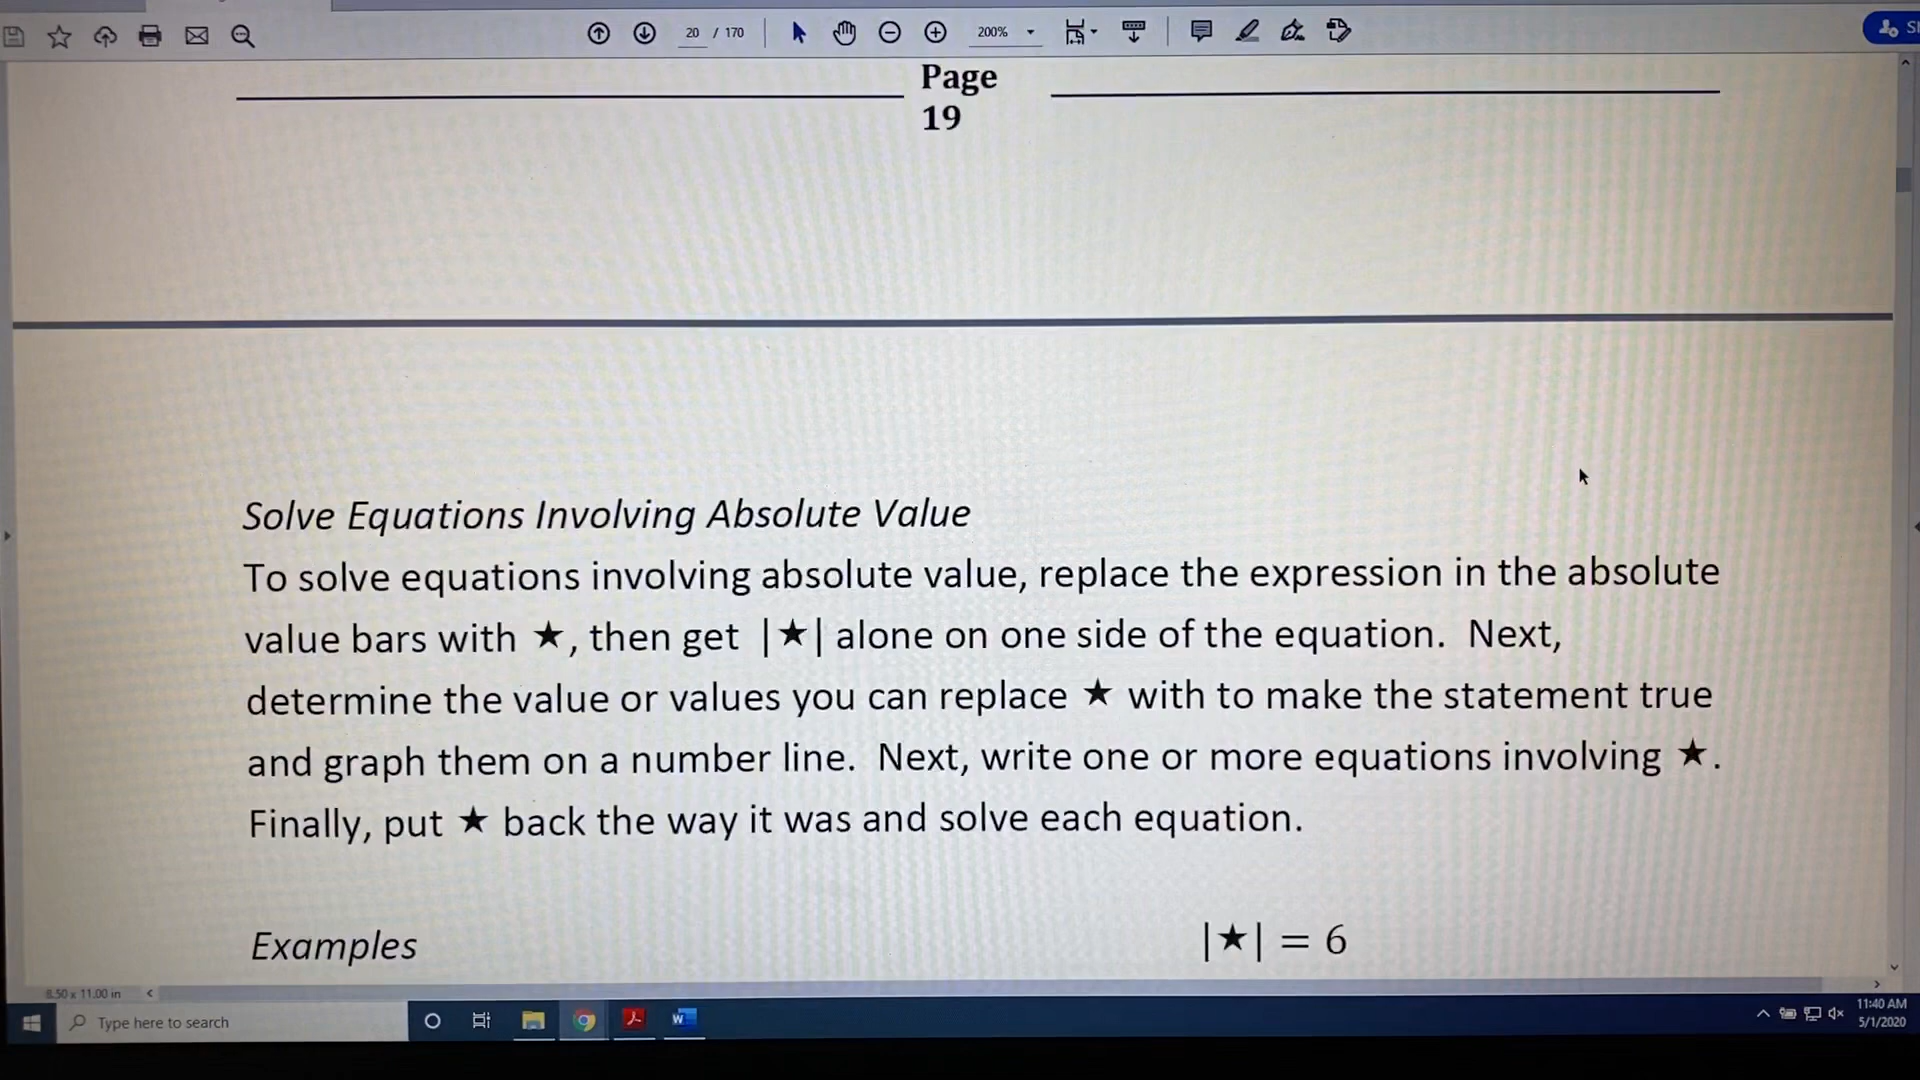 20 / 170
200%
Page
19
Solve Equations Involving Absolute Value
To solve equations involving absolute value, replace the expression in the absolute
value bars with ★, then get |★| alone on one side of the equation. Next,
determine the value or values you can replace ★ with to make the statement true
and graph them on a number line. Next, write one or more equations involving ★.
Finally, put ★ back the way it was and solve each equation.
Examples
|★| = 6
8.50 x 11.00 in
Type here to search
11:40 AM
5/1/2020